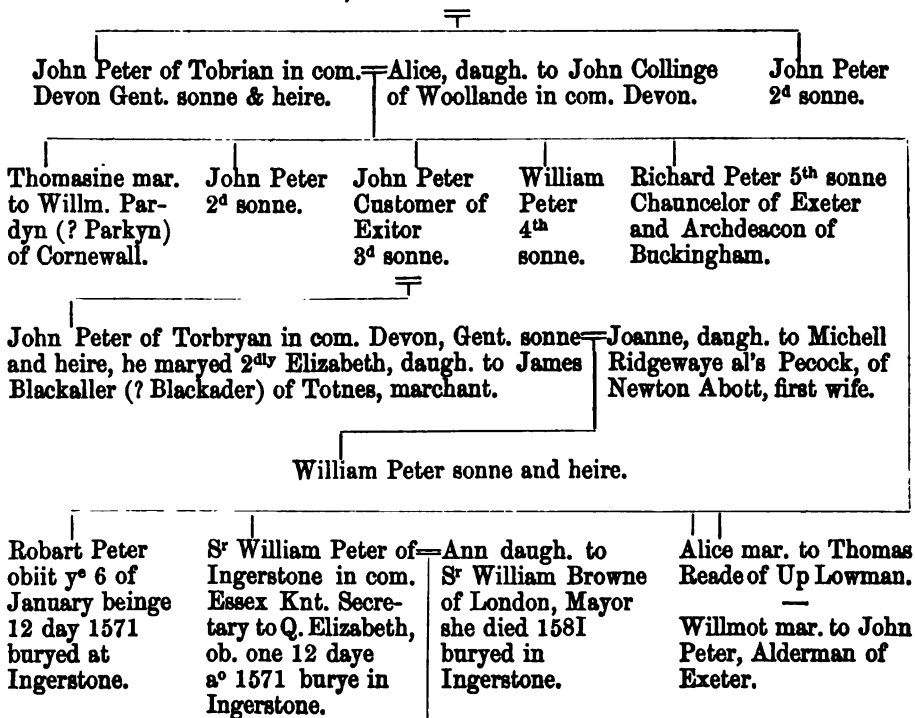 John Peter of Tobrian in com.
Devon Gent. sonne & heire.
Alice, daugh. to John Collinge
of Woollande in com. Devon.
John Peter
2d sonne.
Thomasine mar.
to Willm. Par-
dyn (? Parkyn)
of Cornewall.
John Peter
2d sonne.
John Peter
Customer of
Exitor
3d sonne.
William
Peter
4th
sonne.
Richard Peter 5th sonne
Chauncelor of Exeter
and Archdeacon of
Buckingham.
John Peter of Torbryan in com. Devon, Gent. sonne
and heire, he maryed 2dly Elizabeth, daugh. to James
Blackaller (? Blackader) of Totnes, marchant.
Joanne, daugh. to Michell
Ridgewaye al's Pecock, of
Newton Abott, first wife.
William Peter sonne and heire.
Robart Peter
obiit ye 6 of
January beinge
12 day 1571
buryed at
Ingerstone.
Sr William Peter of
Ingerstone in com.
Essex Knt. Secre-
tary to Q. Elizabeth,
ob. one 12 daye
ao 1571 burye in
Ingerstone.
Ann daugh. to
Sr William Browne
of London, Mayor
she died 1581
buryed in
Ingerstone.
Alice mar. to Thomas
Reade of Up Lowman.
—
Willmot mar. to John
Peter, Alderman of
Exeter.